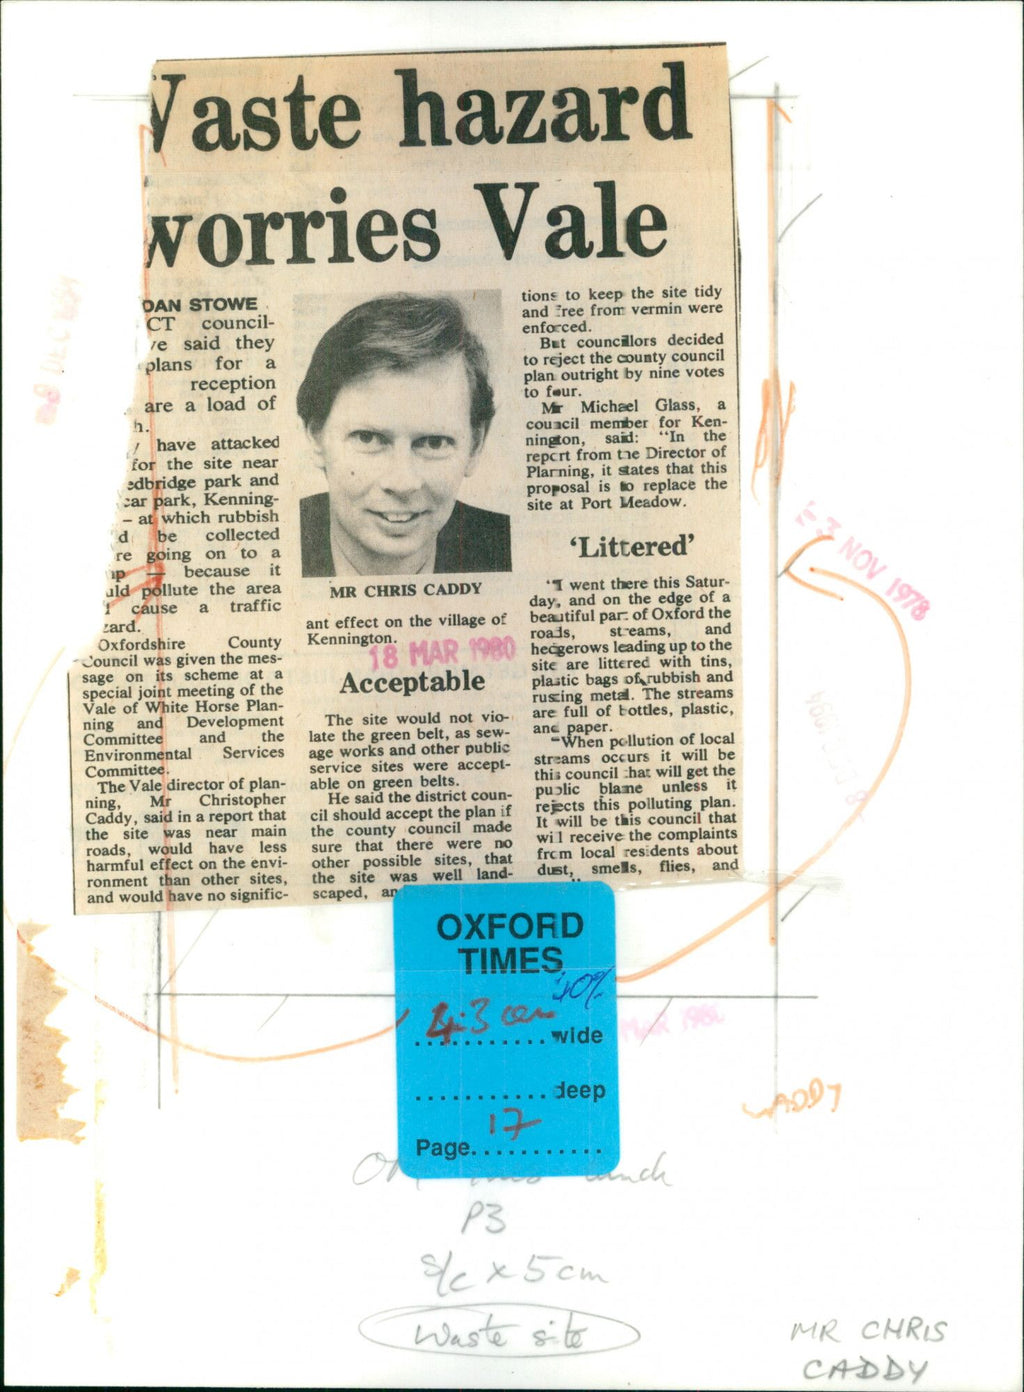 Waste hazard
worries Vale
DAN STOWE
CT council-
ve said they
plans for a
reception
are a load of
h.
y have attacked
for the site near
edbridge park and
car park, Kenning-
– at which rubbish
d be collected
re going on to a
mp — because it
uld pollute the area
d cause a traffic
zard.
Oxfordshire County
Council was given the mes-
sage on its scheme at a
special joint meeting of the
Vale of White Horse Plan-
ning and Development
Committee and the
Environmental Services
Committee.
The Vale director of plan-
ning, Mr Christopher
Caddy, said in a report that
the site was near main
roads, would have less
harmful effect on the envi-
ronment than other sites,
and would have no signific-
MR CHRIS CADDY
ant effect on the village of
Kennington.
18 MAR 1980
Acceptable
The site would not vio-
late the green belt, as sew-
age works and other public
service sites were accept-
able on green belts.
He said the district coun-
cil should accept the plan if
the county council made
sure that there were no
other possible sites, that
the site was well land-
scaped, an
tions to keep the site tidy
and free from vermin were
enforced.
But councillors decided
to reject the county council
plan outright by nine votes
to four.
Mr Michael Glass, a
council member for Ken-
nington, said: "In the
report from the Director of
Planning, it states that this
proposal is to replace the
site at Port Meadow.
'Littered'
"I went there this Satur-
day, and on the edge of a
beautiful part of Oxford the
roads, streams, and
hedgerows leading up to the
site are littered with tins,
plastic bags of rubbish and
rusting metal. The streams
are full of bottles, plastic,
and paper.
"When pollution of local
streams occurs it will be
this council that will get the
public blame unless it
rejects this polluting plan.
It will be this council that
will receive the complaints
from local residents about
dust, smells, flies, and
-3 NOV 1978
OXFORD
TIMES
40%
4.3 cm wide
deep
Page 17
CADDY
P3
s/c x 5cm
Waste site
MR CHRIS
CADDY